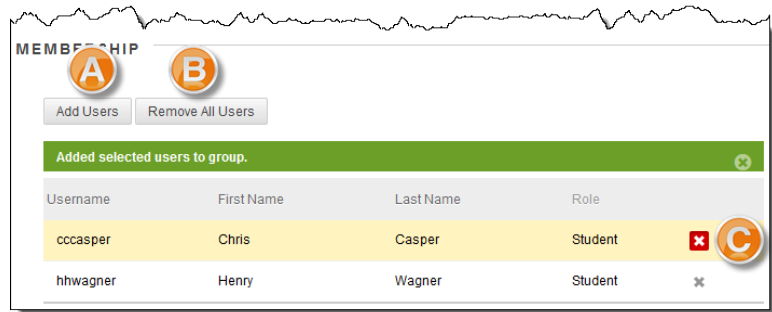 MEMBERSHIP
A
B
Add Users Remove All Users
Added selected users to group.
Username First Name Last Name Role
cccasper Chris Casper Student
C
hhwagner Henry Wagner Student